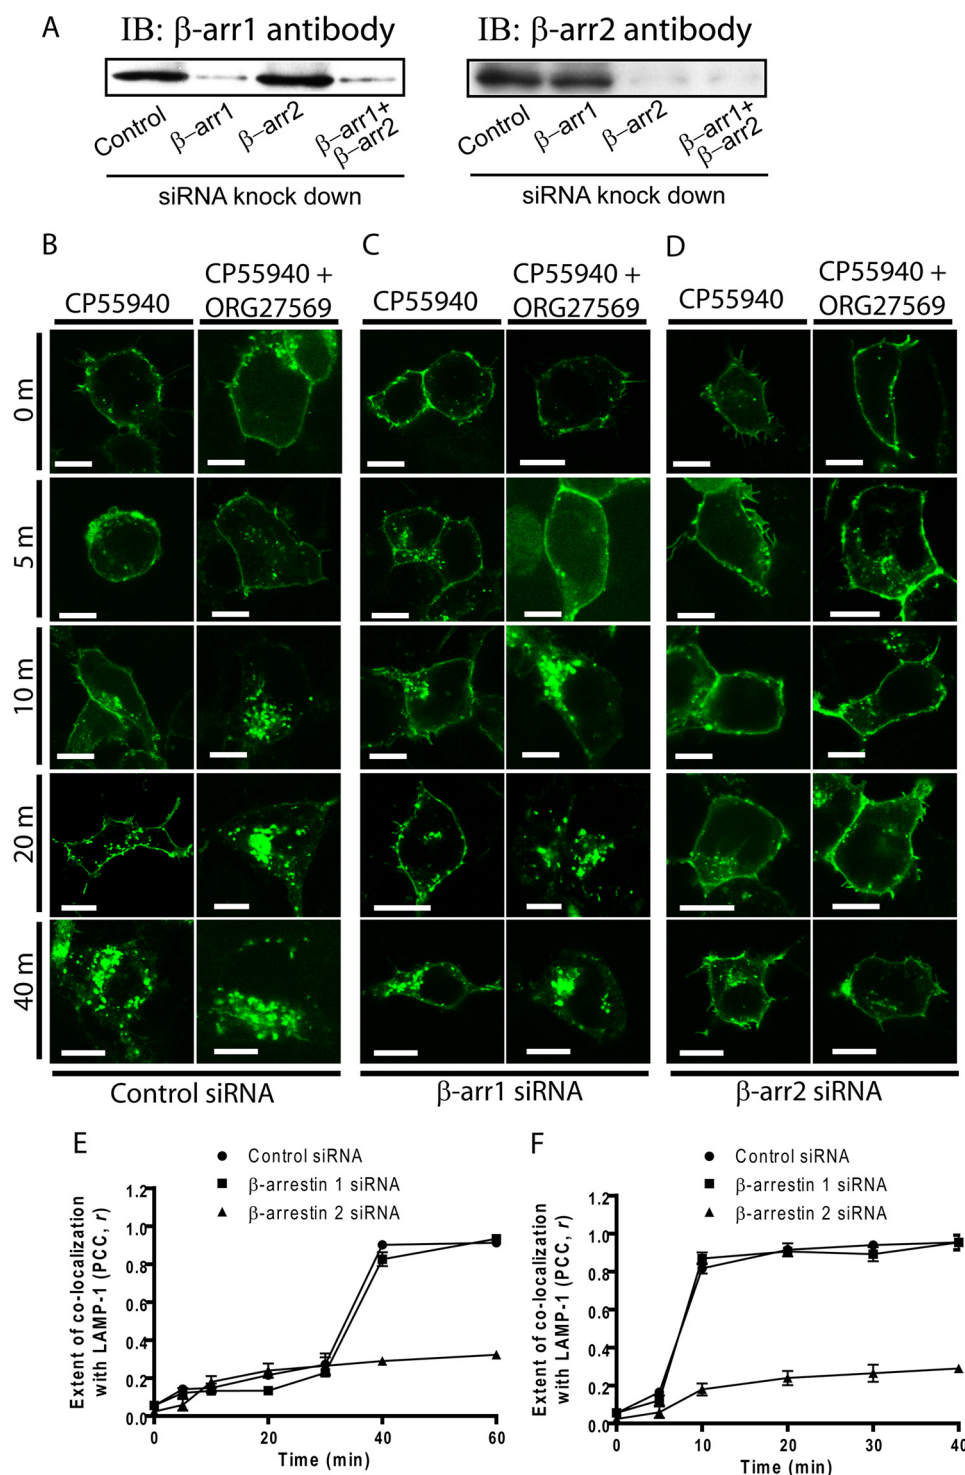 A
IB: β-arr1 antibody
IB: β-arr2 antibody
Control
β-arr1
β-arr2
β-arr1+
β-arr2
Control
β-arr1
β-arr2
β-arr1+
β-arr2
siRNA knock down
siRNA knock down
B
C
D
CP55940
CP55940 +
ORG27569
CP55940
CP55940 +
ORG27569
CP55940
CP55940 +
ORG27569
0 m
5 m
10 m
20 m
40 m
Control siRNA
β-arr1 siRNA
β-arr2 siRNA
E
Control siRNA
β-arrestin 1 siRNA
β-arrestin 2 siRNA
Extent of co-localization
with LAMP-1 (PCC, r)
1.2
1.0
0.8
0.6
0.4
0.2
0.0
0
20
40
60
Time (min)
F
Control siRNA
β-arrestin 1 siRNA
β-arrestin 2 siRNA
Extent of co-localization
with LAMP-1 (PCC, r)
1.2
1.0
0.8
0.6
0.4
0.2
0.0
0
10
20
30
40
Time (min)